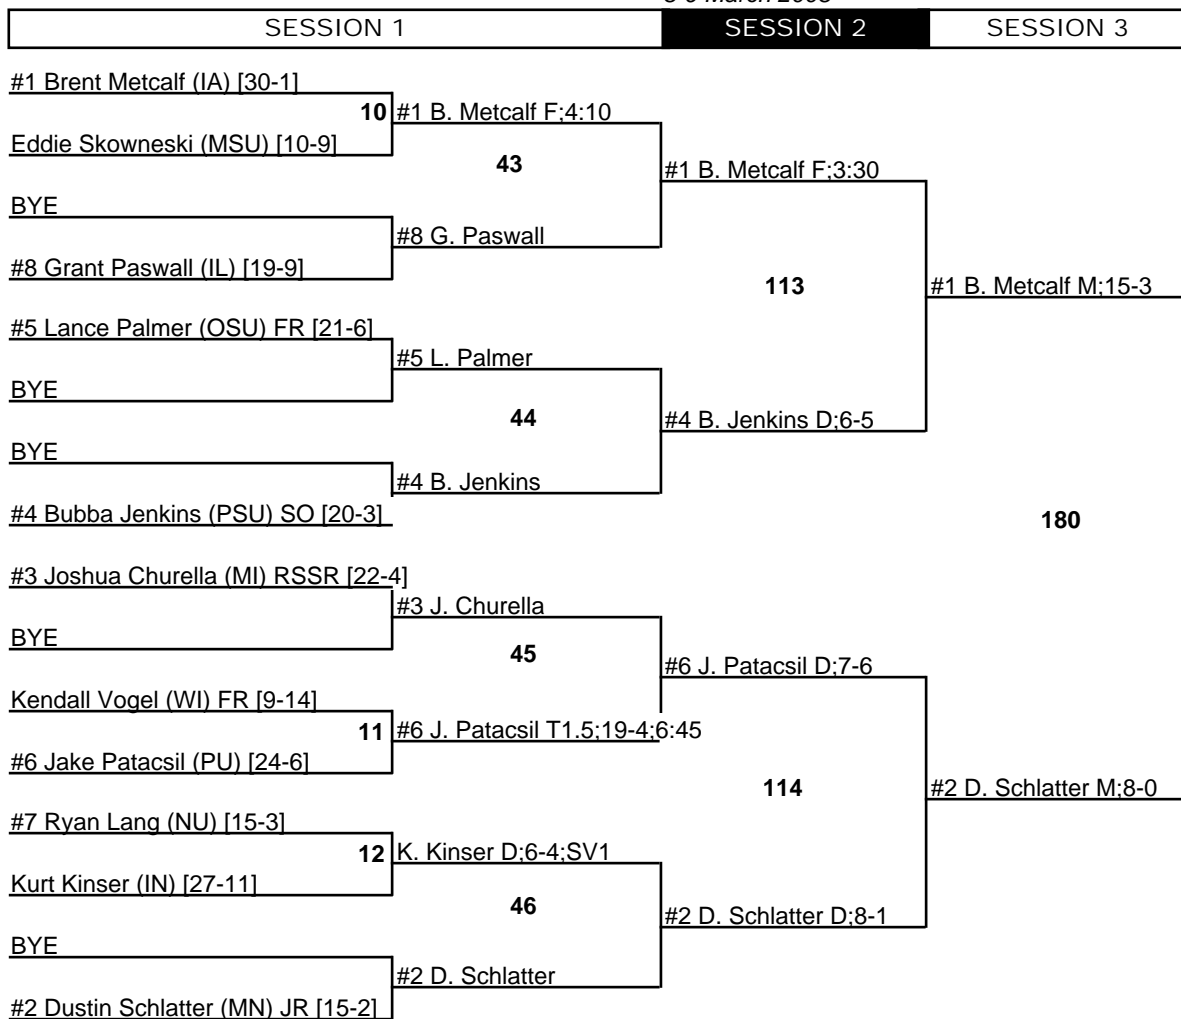 SESSION 1 SESSION 2 SESSION 3
#1 Brent Metcalf (IA) [30-1]
10 #1 B. Metcalf F;4:10
Eddie Skowneski (MSU) [10-9]
43
#1 B. Metcalf F;3:30
BYE
#8 G. Paswall
#8 Grant Paswall (IL) [19-9]
113
#1 B. Metcalf M;15-3
#5 Lance Palmer (OSU) FR [21-6]
#5 L. Palmer
BYE
44
#4 B. Jenkins D;6-5
BYE
#4 B. Jenkins
#4 Bubba Jenkins (PSU) SO [20-3]
180
#3 Joshua Churella (MI) RSSR [22-4]
#3 J. Churella
BYE
45
#6 J. Patacsil D;7-6
Kendall Vogel (WI) FR [9-14]
11 #6 J. Patacsil T1.5;19-4;6:45
#6 Jake Patacsil (PU) [24-6]
114
#2 D. Schlatter M;8-0
#7 Ryan Lang (NU) [15-3]
12 K. Kinser D;6-4;SV1
Kurt Kinser (IN) [27-11]
46
#2 D. Schlatter D;8-1
BYE
#2 D. Schlatter
#2 Dustin Schlatter (MN) JR [15-2]